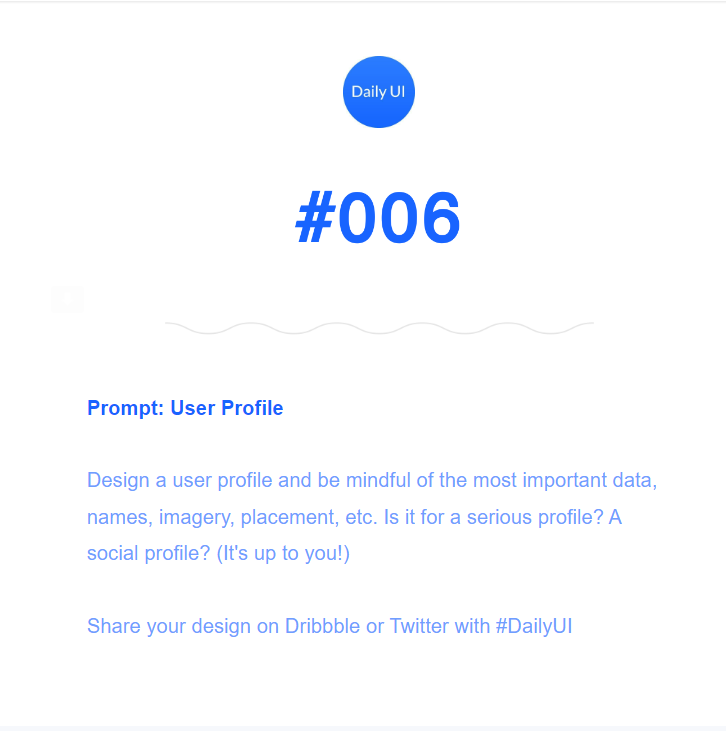 Daily UI
#006
Prompt: User Profile
Design a user profile and be mindful of the most important data,
names, imagery, placement, etc. Is it for a serious profile? A
social profile? (It's up to you!)
Share your design on Dribbble or Twitter with #DailyUI